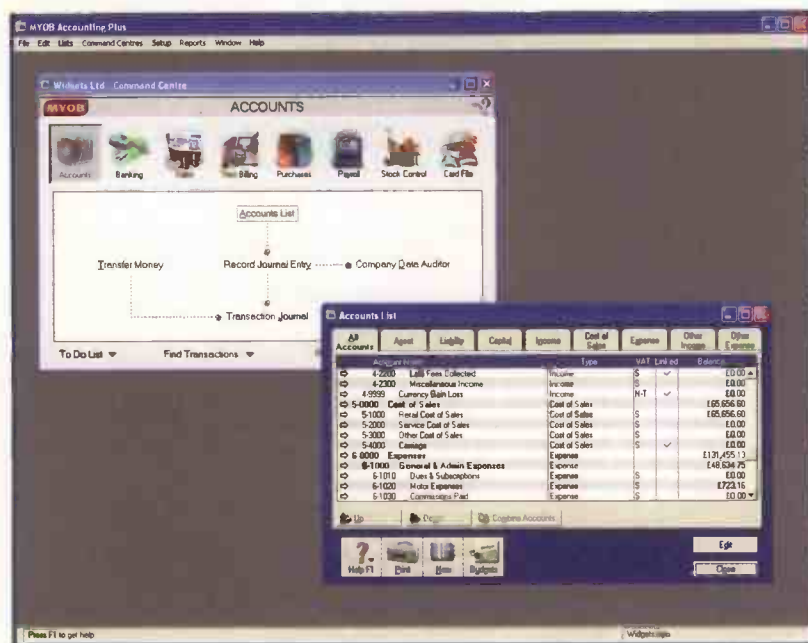 MYOB Accounting Plus
File Edit Lists Command Centres Setup Reports Window Help
Widgets Ltd Command Centre
MYOB
ACCOUNTS
Accounts Banking Billing Purchases Payroll Stock Control Card File
Accounts List
Transfer Money Record Journal Entry Company Data Auditor
Transaction Journal
To Do List Find Transactions
Accounts List
All Accounts Asset Liability Capital Income Cost of Sales Expense Other Income Other Expense
Account Name Type VAT Linked Balance
4-2200 Late Fees Collected Income S £0.00
4-2300 Miscellaneous Income Income S £0.00
4-9999 Currency Gain Loss Income N-T £0.00
5-0000 Cost of Sales Cost of Sales £65,656.60
5-1000 Retail Cost of Sales Cost of Sales S £65,656.60
5-2000 Service Cost of Sales Cost of Sales S £0.00
5-3000 Other Cost of Sales Cost of Sales S £0.00
5-4000 Carriage Cost of Sales S £0.00
6-0000 Expenses Expense £131,455.13
6-1000 General & Admin Expenses Expense £48,634.75
6-1010 Dues & Subscriptions Expense S £0.00
6-1020 Motor Expenses Expense S £723.16
6-1030 Commissions Paid Expense S £0.00
Up Combine Accounts
Edit
Help F1 Print New Budgets
Close
Press F1 to get help